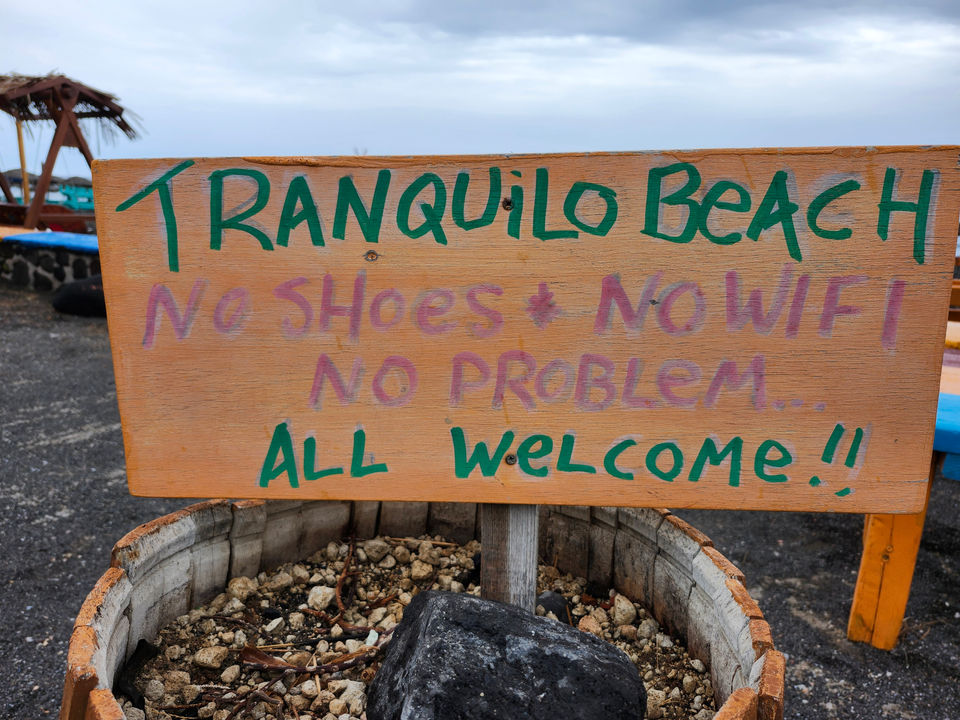 TRANQUiLO BeACH
No SHoes + No WIFI
No PROBLeM...
ALL WeLCOMe!!